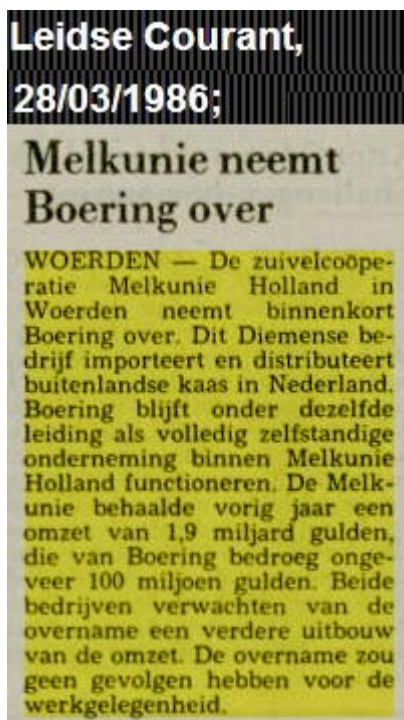 Leidse Courant,
28/03/1986;
Melkunie neemt
Boering over
WOERDEN — De zuivelcoöpe-
ratie Melkunie Holland in
Woerden neemt binnenkort
Boering over. Dit Diemense be-
drijf importeert en distributeert
buitenlandse kaas in Nederland.
Boering blijft onder dezelfde
leiding als volledig zelfstandige
onderneming binnen Melkunie
Holland functioneren. De Melk-
unie behaalde vorig jaar een
omzet van 1,9 miljard gulden,
die van Boering bedroeg onge-
veer 100 miljoen gulden. Beide
bedrijven verwachten van de
overname een verdere uitbouw
van de omzet. De overname zou
geen gevolgen hebben voor de
werkgelegenheid.